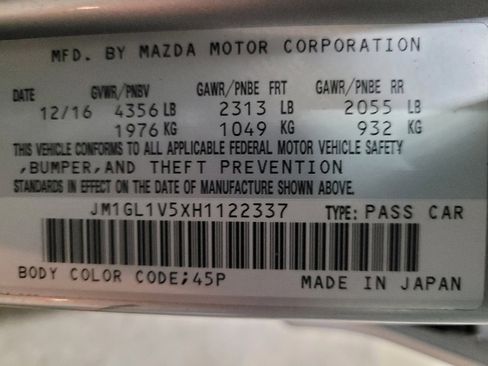 MFD. BY MAZDA MOTOR CORPORATION
DATE GVWR/PNBV GAWR/PNBE FRT GAWR/PNBE RR
12/16 4356 LB 2313 LB 2055 LB
1976 KG 1049 KG 932 KG
THIS VEHICLE CONFORMS TO ALL APPLICABLE FEDERAL MOTOR VEHICLE SAFETY
,BUMPER,AND THEFT PREVENTION
STANDARDS IN EFFECT ON THE DATE OF MANUFACTURE SHOWN ABOVE.
JM1GL1V5XH1122337 TYPE: PASS CAR
BODY COLOR CODE;45P MADE IN JAPAN